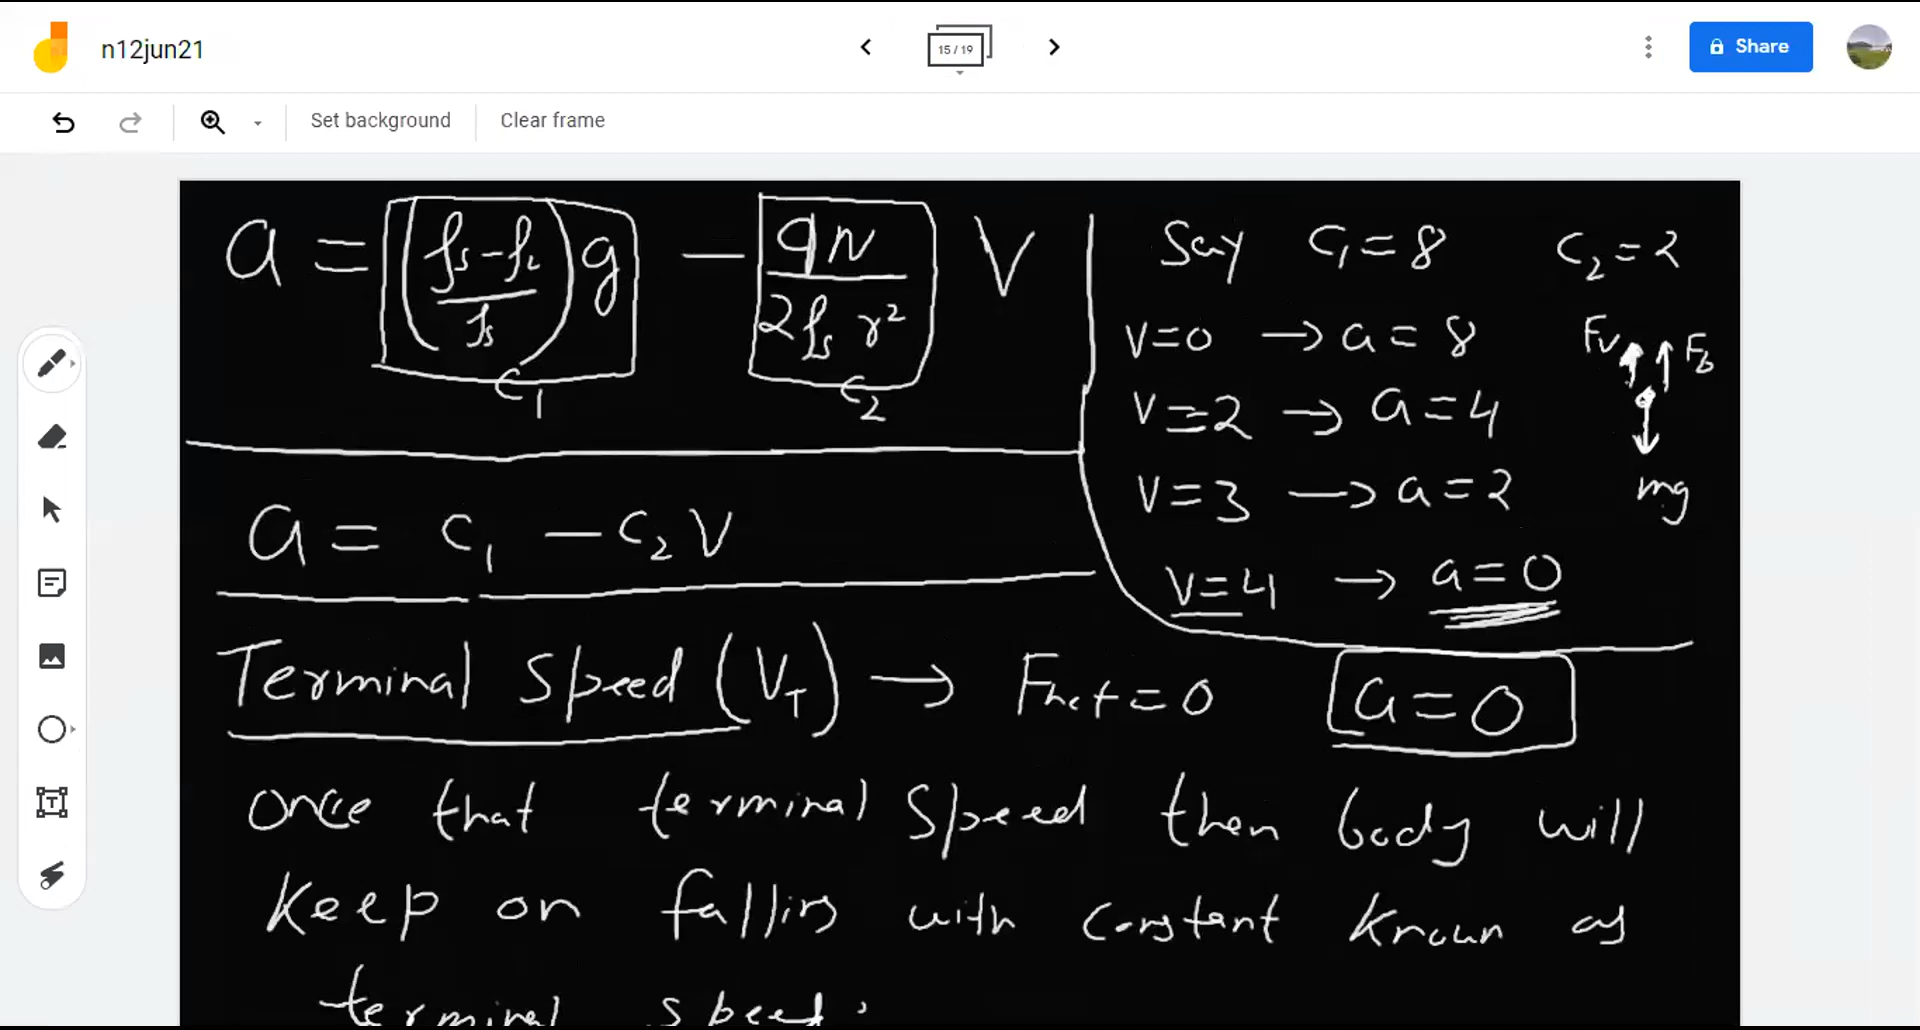 n12jun21
15 / 19
Share
Set background
Clear frame
a = (ρs - ρL / ρs) g - 9η / 2ρs r² V
C1
C2
Say C1 = 8 C2 = 2
V=0 → a = 8
Fv Fb
V=2 → a = 4
V=3 → a = 2
mg
V=4 → a=0
a = C1 - C2 V
Terminal Speed (VT) → Fnet = 0 a = 0
Once that terminal Speed then body will
keep on falling with constant known as
terminal speed.